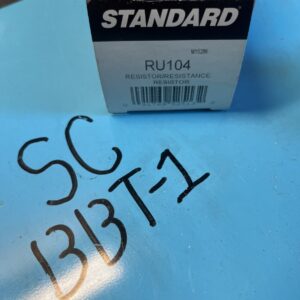 STANDARD
RU104
RESISTOR/RESISTANCE
RESISTOR
SC
BBT-1